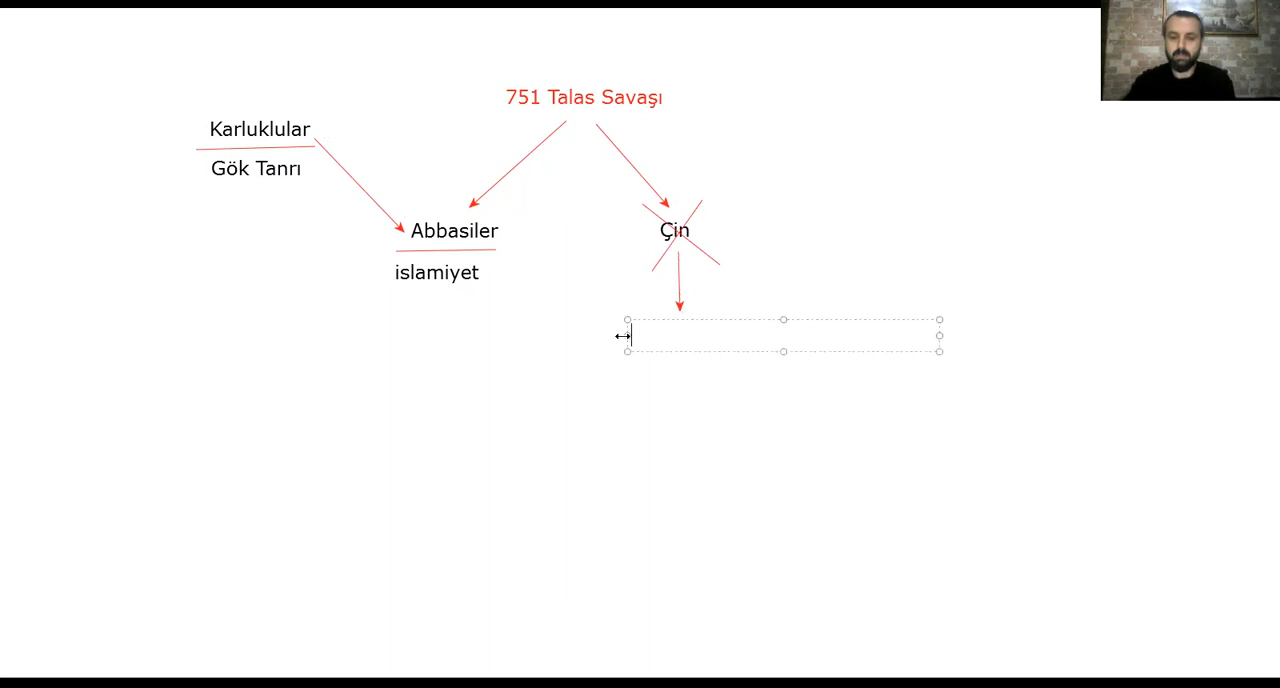 751 Talas Savaşı
Karluklular
Gök Tanrı
Abbasiler
Çin
islamiyet